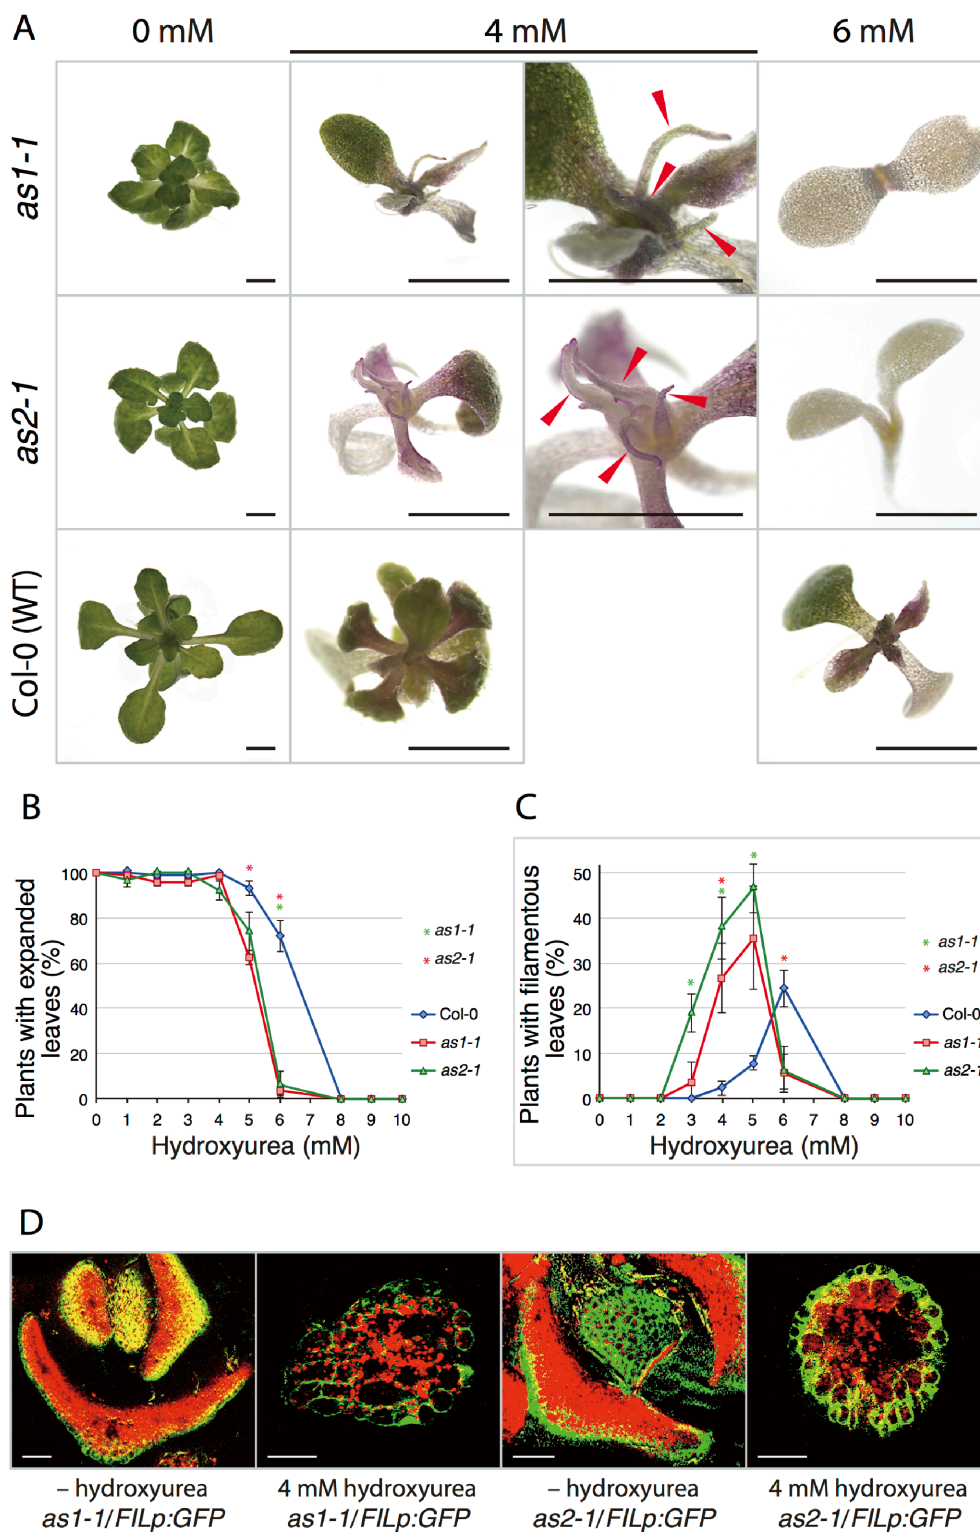 A
0 mM
4 mM
6 mM
as1-1
as2-1
Col-0 (WT)
B
Plants with expanded
leaves (%)
100
80
60
40
20
0
*
*
*
* as1-1
* as2-1
Col-0
as1-1
as2-1
0 1 2 3 4 5 6 7 8 9 10
Hydroxyurea (mM)
C
Plants with filamentous
leaves (%)
50
40
30
20
10
0
*
*
*
*
*
* as1-1
* as2-1
Col-0
as1-1
as2-1
0 1 2 3 4 5 6 7 8 9 10
Hydroxyurea (mM)
D
– hydroxyurea
as1-1/FILp:GFP
4 mM hydroxyurea
as1-1/FILp:GFP
– hydroxyurea
as2-1/FILp:GFP
4 mM hydroxyurea
as2-1/FILp:GFP